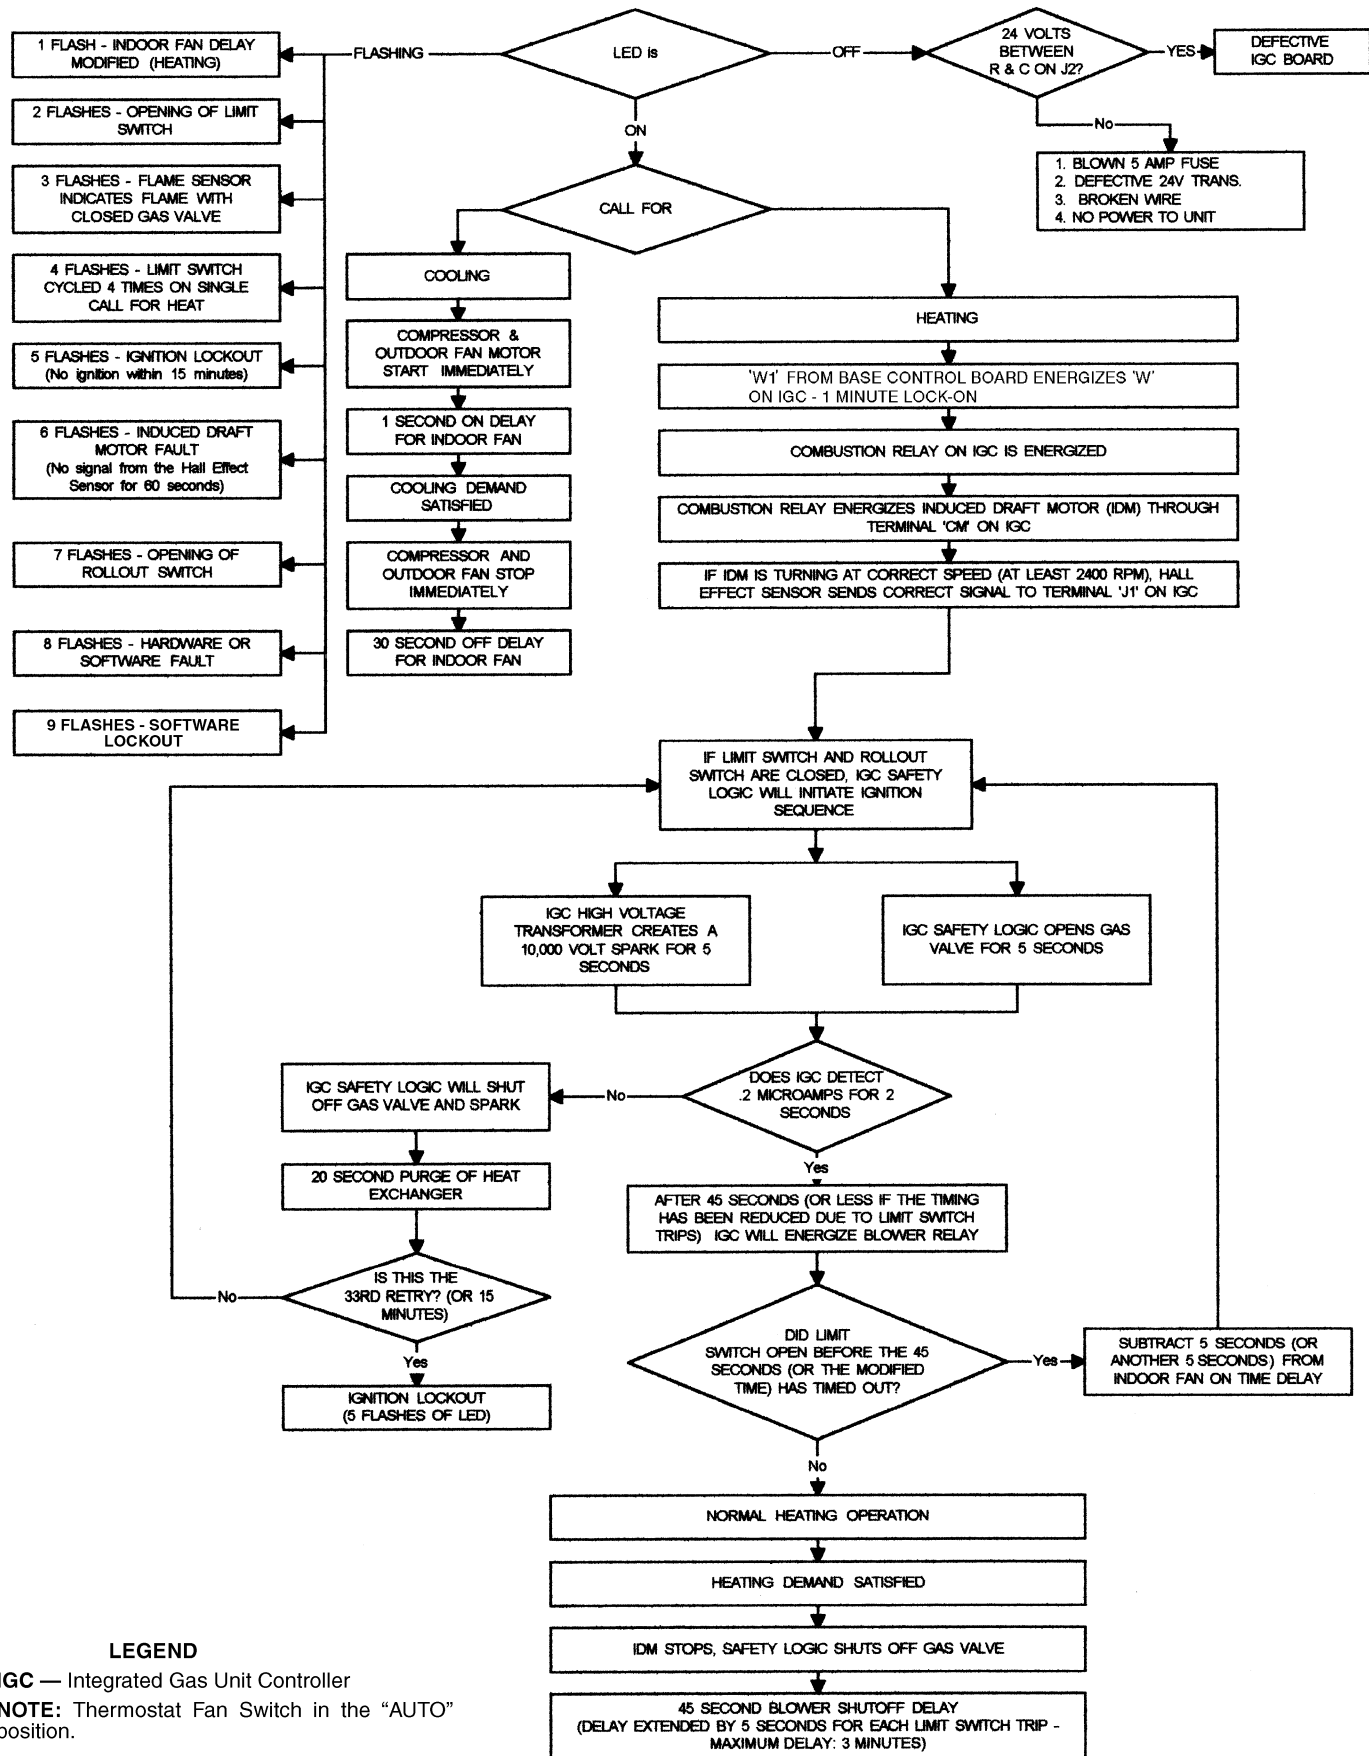 1 FLASH - INDOOR FAN DELAY
MODIFIED (HEATING)
FLASHING
LED is
OFF
24 VOLTS
BETWEEN
R & C ON J2?
YES
DEFECTIVE
IGC BOARD
2 FLASHES - OPENING OF LIMIT
SWITCH
ON
No
3 FLASHES - FLAME SENSOR
INDICATES FLAME WITH
CLOSED GAS VALVE
1. BLOWN 5 AMP FUSE
2. DEFECTIVE 24V TRANS.
3. BROKEN WIRE
4. NO POWER TO UNIT
CALL FOR
4 FLASHES - LIMIT SWITCH
CYCLED 4 TIMES ON SINGLE
CALL FOR HEAT
5 FLASHES - IGNITION LOCKOUT
(No ignition within 15 minutes)
6 FLASHES - INDUCED DRAFT
MOTOR FAULT
(No signal from the Hall Effect
Sensor for 60 seconds)
7 FLASHES - OPENING OF
ROLLOUT SWITCH
8 FLASHES - HARDWARE OR
SOFTWARE FAULT
9 FLASHES - SOFTWARE
LOCKOUT
COOLING
COMPRESSOR &
OUTDOOR FAN MOTOR
START IMMEDIATELY
1 SECOND ON DELAY
FOR INDOOR FAN
COOLING DEMAND
SATISFIED
COMPRESSOR AND
OUTDOOR FAN STOP
IMMEDIATELY
30 SECOND OFF DELAY
FOR INDOOR FAN
HEATING
'W1' FROM BASE CONTROL BOARD ENERGIZES 'W'
ON IGC - 1 MINUTE LOCK-ON
COMBUSTION RELAY ON IGC IS ENERGIZED
COMBUSTION RELAY ENERGIZES INDUCED DRAFT MOTOR (IDM) THROUGH
TERMINAL 'CM' ON IGC
IF IDM IS TURNING AT CORRECT SPEED (AT LEAST 2400 RPM), HALL
EFFECT SENSOR SENDS CORRECT SIGNAL TO TERMINAL 'J1' ON IGC
IF LIMIT SWITCH AND ROLLOUT
SWITCH ARE CLOSED, IGC SAFETY
LOGIC WILL INITIATE IGNITION
SEQUENCE
IGC HIGH VOLTAGE
TRANSFORMER CREATES A
10,000 VOLT SPARK FOR 5
SECONDS
IGC SAFETY LOGIC OPENS GAS
VALVE FOR 5 SECONDS
DOES IGC DETECT
.2 MICROAMPS FOR 2
SECONDS
No
IGC SAFETY LOGIC WILL SHUT
OFF GAS VALVE AND SPARK
20 SECOND PURGE OF HEAT
EXCHANGER
IS THIS THE
33RD RETRY? (OR 15
MINUTES)
No
Yes
IGNITION LOCKOUT
(5 FLASHES OF LED)
Yes
AFTER 45 SECONDS (OR LESS IF THE TIMING
HAS BEEN REDUCED DUE TO LIMIT SWITCH
TRIPS) IGC WILL ENERGIZE BLOWER RELAY
DID LIMIT
SWITCH OPEN BEFORE THE 45
SECONDS (OR THE MODIFIED
TIME) HAS TIMED OUT?
Yes
SUBTRACT 5 SECONDS (OR
ANOTHER 5 SECONDS) FROM
INDOOR FAN ON TIME DELAY
No
NORMAL HEATING OPERATION
HEATING DEMAND SATISFIED
IDM STOPS, SAFETY LOGIC SHUTS OFF GAS VALVE
45 SECOND BLOWER SHUTOFF DELAY
(DELAY EXTENDED BY 5 SECONDS FOR EACH LIMIT SWITCH TRIP -
MAXIMUM DELAY: 3 MINUTES)
LEGEND
IGC — Integrated Gas Unit Controller
NOTE: Thermostat Fan Switch in the “AUTO”
position.